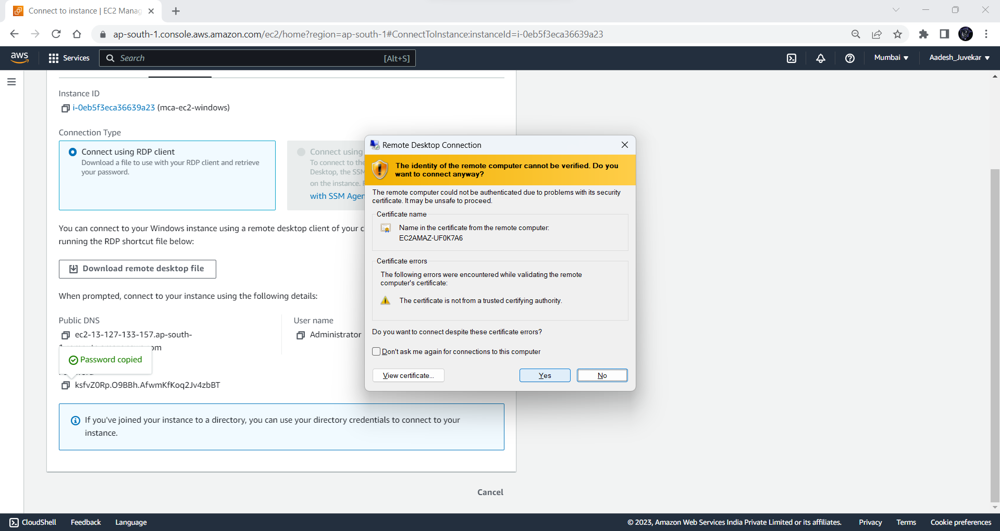 Connect to instance | EC2 Manag
ap-south-1.console.aws.amazon.com/ec2/home?region=ap-south-1#ConnectToInstance:instanceId=i-0eb5f3eca36639a23
aws
Services
Search
[Alt+S]
Mumbai
Aadesh_Juvekar
Instance ID
i-0eb5f3eca36639a23 (mca-ec2-windows)
Connection Type
Connect using RDP client
Download a file to use with your RDP client and retrieve
your password.
Connect using
To connect to the
Desktop, the SSM
on the instance.
with SSM Agen
You can connect to your Windows instance using a remote desktop client of your c
running the RDP shortcut file below:
Download remote desktop file
When prompted, connect to your instance using the following details:
Public DNS
ec2-13-127-133-157.ap-south-
om
User name
Administrator
Password copied
ksfvZ0Rp.O9BBh.AfwmKfKoq2Jv4zbBT
If you've joined your instance to a directory, you can use your directory credentials to connect to your
instance.
Cancel
Remote Desktop Connection
The identity of the remote computer cannot be verified. Do you
want to connect anyway?
The remote computer could not be authenticated due to problems with its security
certificate. It may be unsafe to proceed.
Certificate name
Name in the certificate from the remote computer:
EC2AMAZ-UF0K7A6
Certificate errors
The following errors were encountered while validating the remote
computer's certificate:
The certificate is not from a trusted certifying authority.
Do you want to connect despite these certificate errors?
Don't ask me again for connections to this computer
View certificate...
Yes
No
CloudShell
Feedback
Language
© 2023, Amazon Web Services India Private Limited or its affiliates.
Privacy
Terms
Cookie preferences